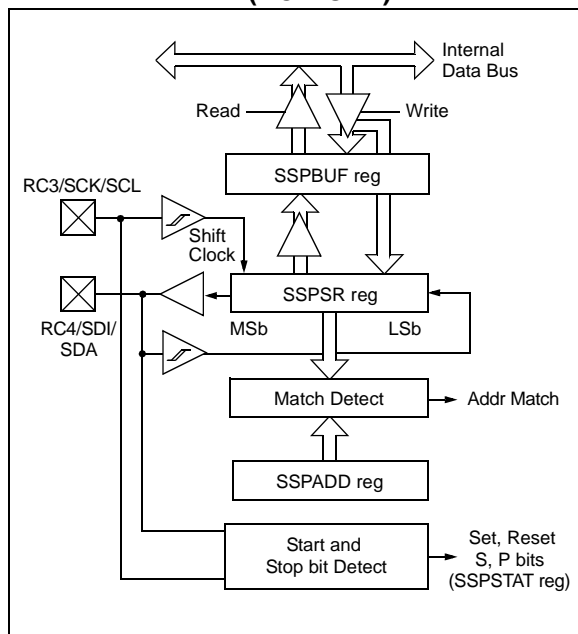 Internal
Data Bus
Read
Write
SSPBUF reg
RC3/SCK/SCL
Shift
Clock
SSPSR reg
MSb
LSb
RC4/SDI/
SDA
Match Detect
Addr Match
SSPADD reg
Start and
Stop bit Detect
Set, Reset
S, P bits
(SSPSTAT reg)